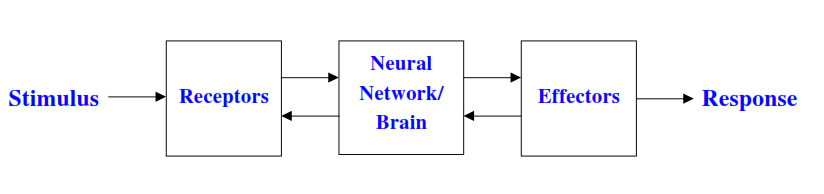 Stimulus
Receptors
Neural
Network/
Brain
Effectors
Response